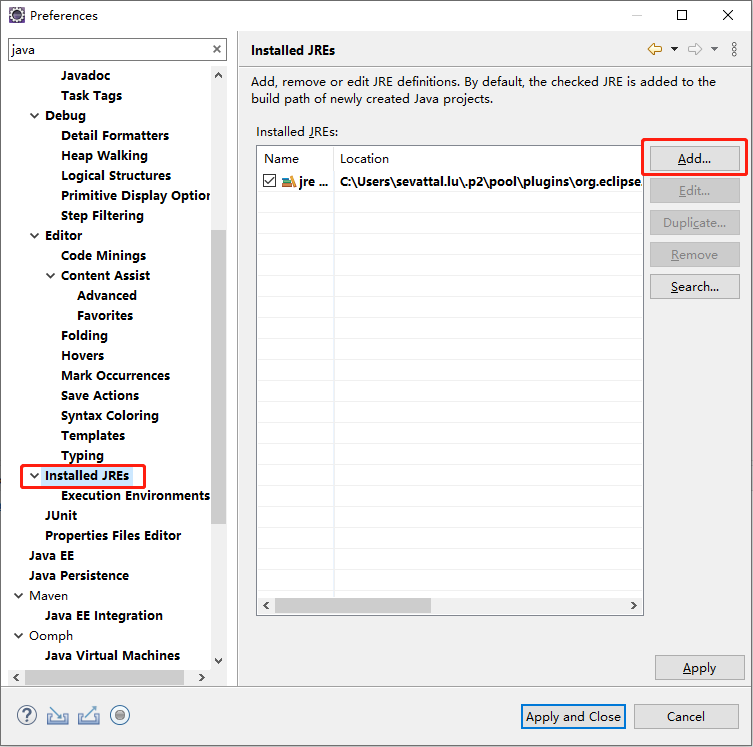 Preferences
java
Javadoc
Task Tags
Debug
Detail Formatters
Heap Walking
Logical Structures
Primitive Display Option
Step Filtering
Editor
Code Minings
Content Assist
Advanced
Favorites
Folding
Hovers
Mark Occurrences
Save Actions
Syntax Coloring
Templates
Typing
Installed JREs
Execution Environments
JUnit
Properties Files Editor
Java EE
Java Persistence
Maven
Java EE Integration
Oomph
Java Virtual Machines
Installed JREs
Add, remove or edit JRE definitions. By default, the checked JRE is added to the
build path of newly created Java projects.
Installed JREs:
Name Location
jre ... C:\Users\sevattal.lu\.p2\pool\plugins\org.eclipse.
Add...
Edit...
Duplicate...
Remove
Search...
Apply
Apply and Close
Cancel